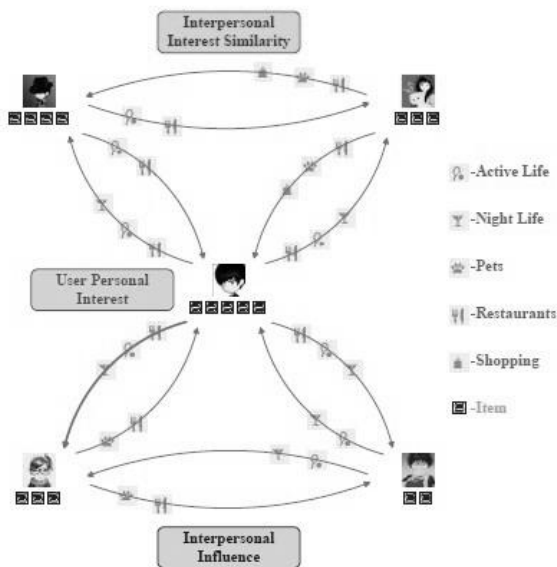 Interpersonal
Interest Similarity
-Active Life
-Night Life
User Personal
Interest
-Pets
-Restaurants
-Shopping
-Item
Interpersonal
Influence